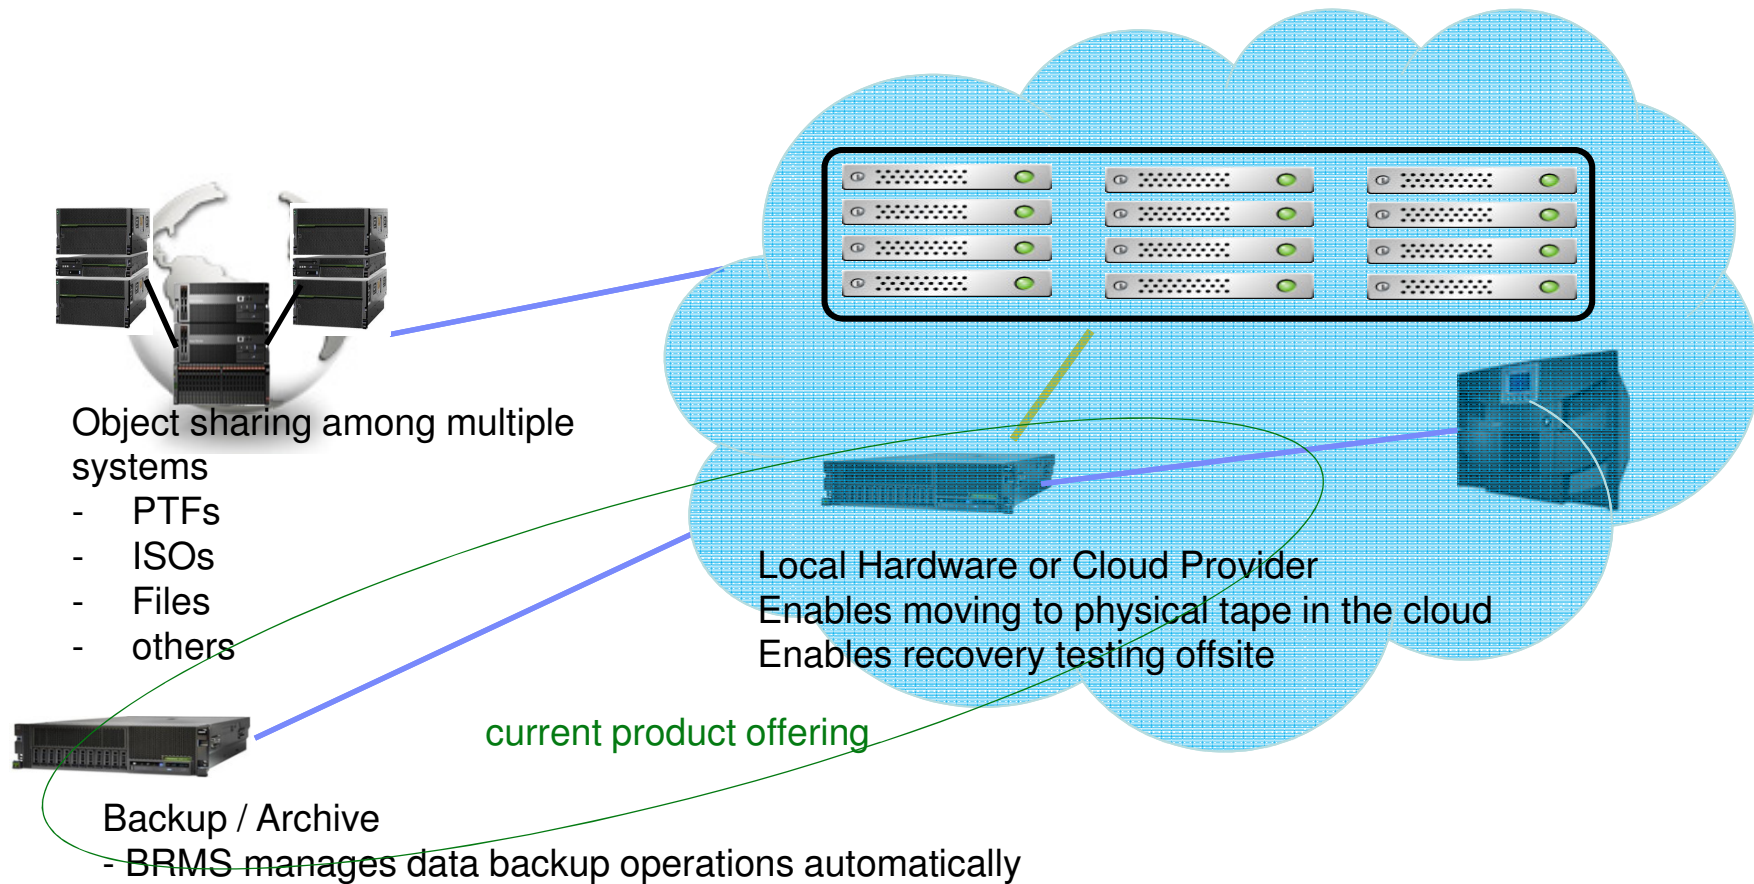 Object sharing among multiple
systems
- PTFs
- ISOs
- Files
- others
Local Hardware or Cloud Provider
Enables moving to physical tape in the cloud
Enables recovery testing offsite
current product offering
Backup / Archive
- BRMS manages data backup operations automatically